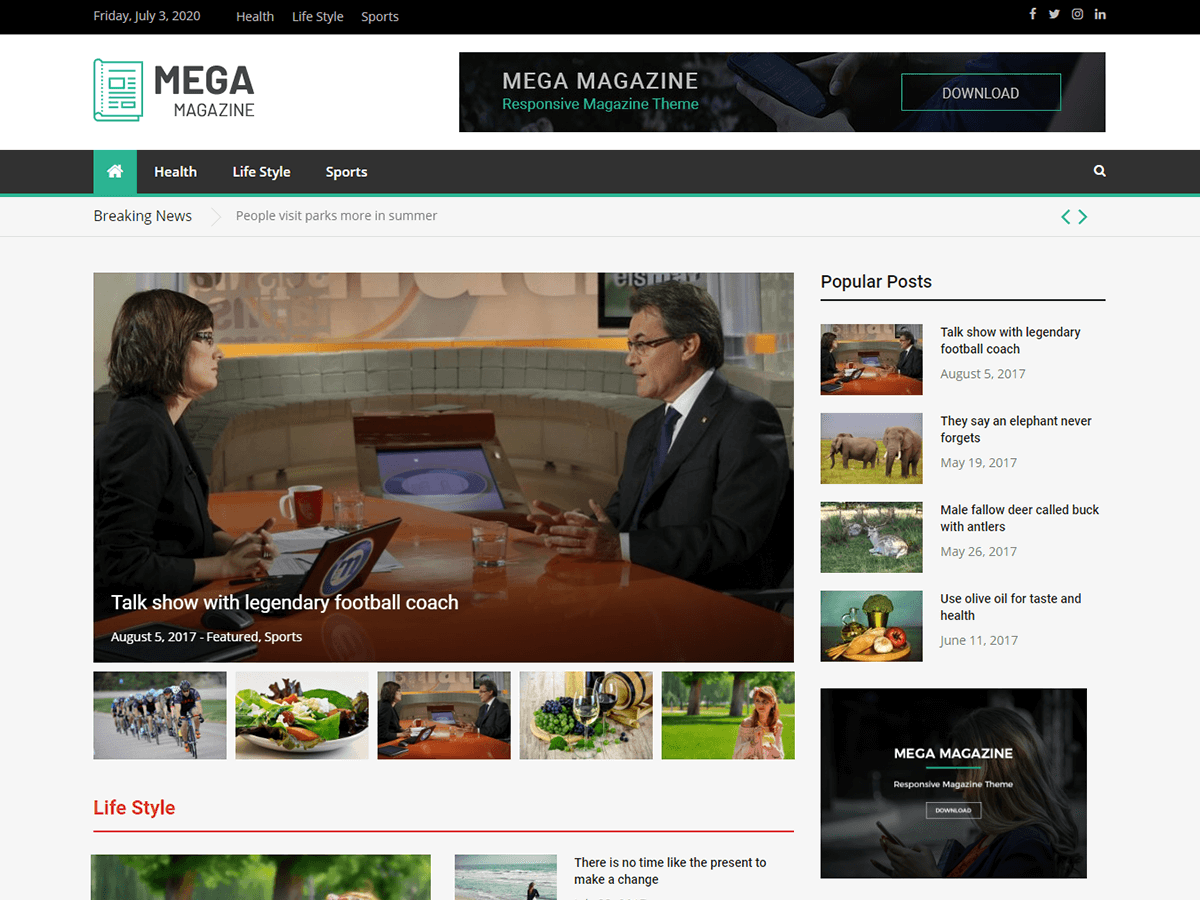 Friday, July 3, 2020
Health
Life Style
Sports
MEGA
MAGAZINE
MEGA MAGAZINE
Responsive Magazine Theme
DOWNLOAD
Health
Life Style
Sports
Breaking News
People visit parks more in summer
Talk show with legendary football coach
August 5, 2017 - Featured, Sports
Popular Posts
Talk show with legendary
football coach
August 5, 2017
They say an elephant never
forgets
May 19, 2017
Male fallow deer called buck
with antlers
May 26, 2017
Use olive oil for taste and
health
June 11, 2017
MEGA MAGAZINE
Responsive Magazine Theme
DOWNLOAD
Life Style
There is no time like the present to
make a change